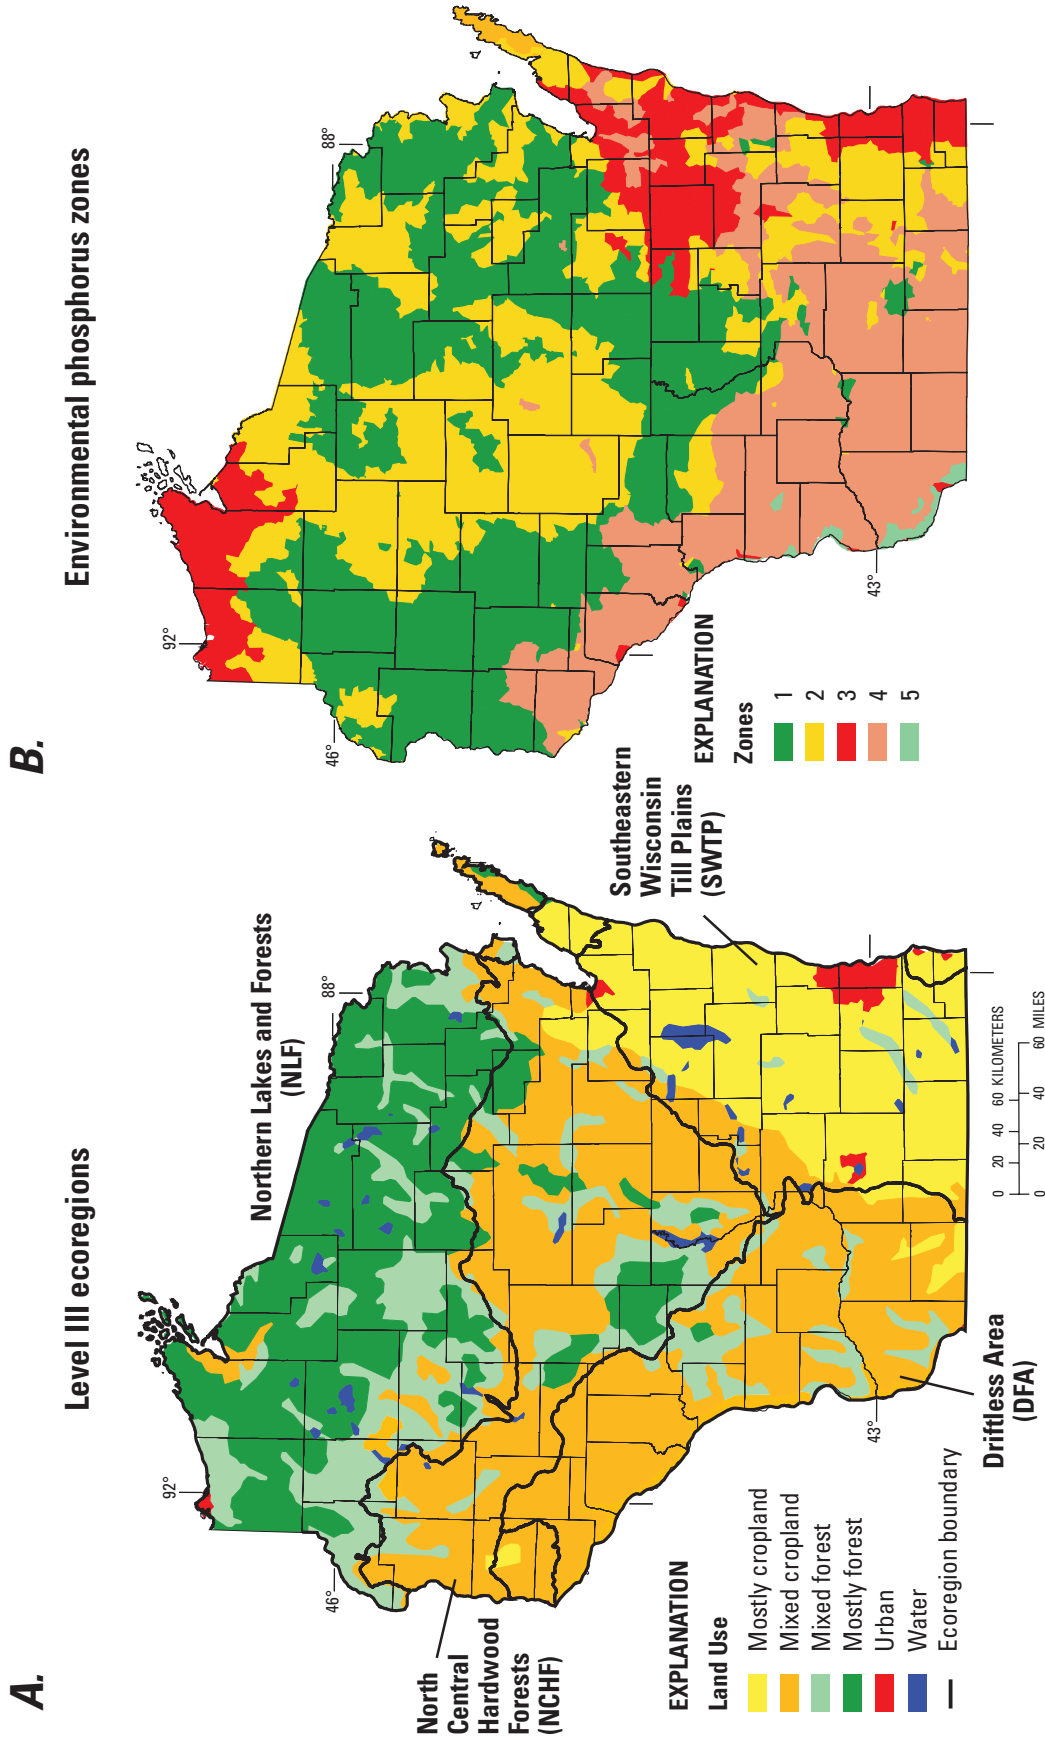 A.
Level III ecoregions
92°
88°
46°
43°
Northern Lakes and Forests
(NLF)
North
Central
Hardwood
Forests
(NCHF)
Southeastern
Wisconsin
Till Plains
(SWTP)
Driftless Area
(DFA)
EXPLANATION
Land Use
Mostly cropland
Mixed cropland
Mixed forest
Mostly forest
Urban
Water
Ecoregion boundary
0 20 40 60 KILOMETERS
0 20 40 60 MILES
B.
Environmental phosphorus zones
92°
88°
46°
43°
EXPLANATION
Zones
1
2
3
4
5